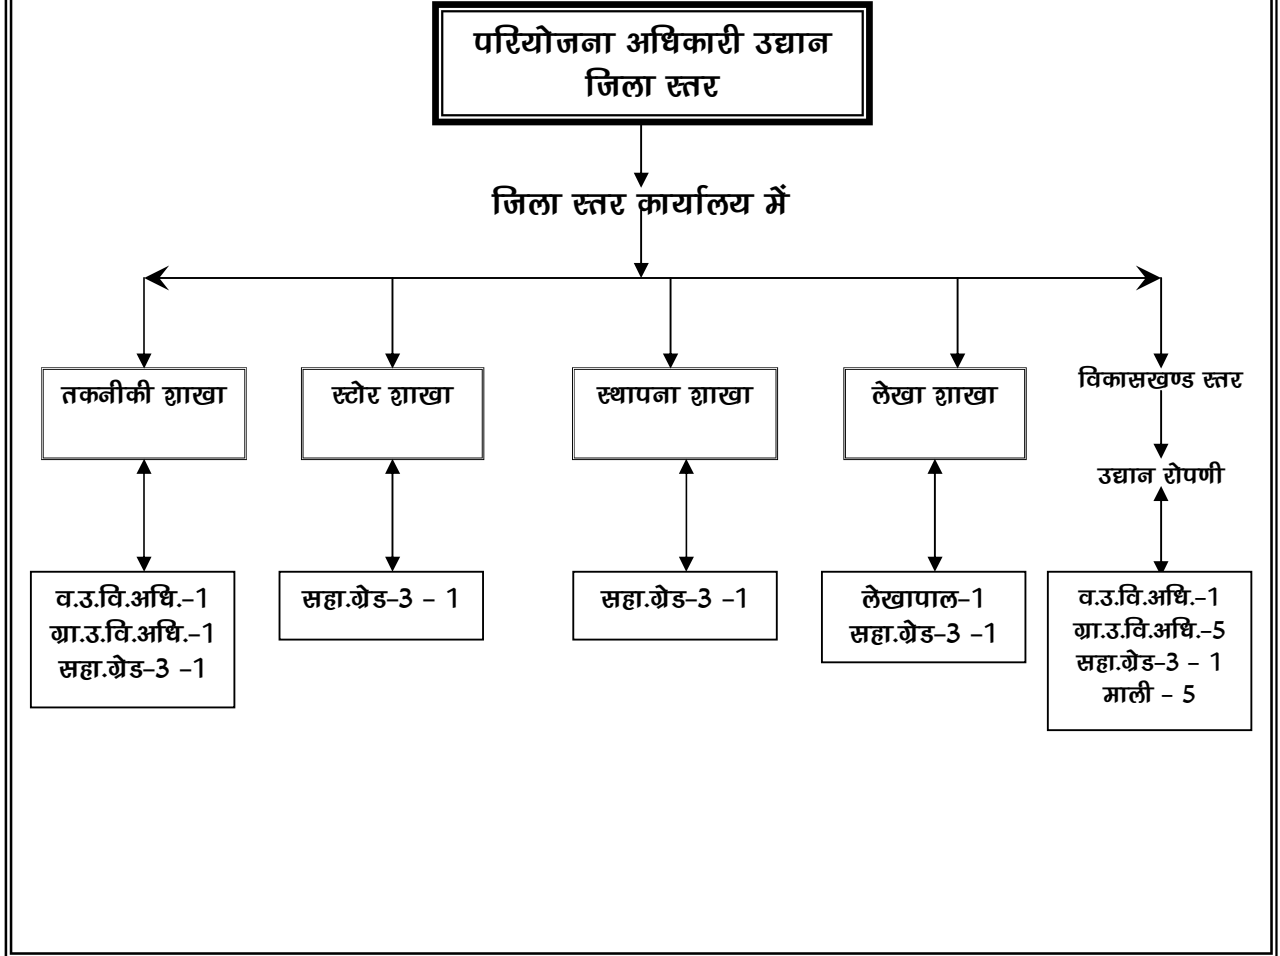 परियोजना अधिकारी उद्यान
जिला स्तर
जिला स्तर कार्यालय में
तकनीकी शाखा
स्टोर शाखा
स्थापना शाखा
लेखा शाखा
विकासखण्ड स्तर
उद्यान रोपणी
व.उ.वि.अधि.-1
ग्रा.उ.वि.अधि.-1
सहा.ग्रेड-3 -1
सहा.ग्रेड-3 - 1
सहा.ग्रेड-3 -1
लेखापाल-1
सहा.ग्रेड-3 -1
व.उ.वि.अधि.-1
ग्रा.उ.वि.अधि.-5
सहा.ग्रेड-3 - 1
माली - 5